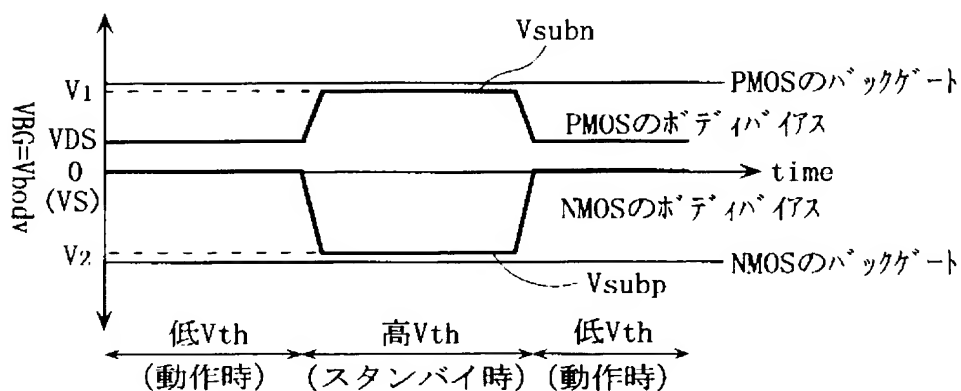 Vsubn
PMOSのﾊﾞｯｸｹﾞｰﾄ
V1
PMOSのﾎﾞﾃﾞｨﾊﾞｲｱｽ
VDS
VBG=Vbody
0
time
(VS)
NMOSのﾎﾞﾃﾞｨﾊﾞｲｱｽ
V2
NMOSのﾊﾞｯｸｹﾞｰﾄ
Vsubp
低Vth
高Vth
低Vth
(動作時)
(スタンバイ時)
(動作時)